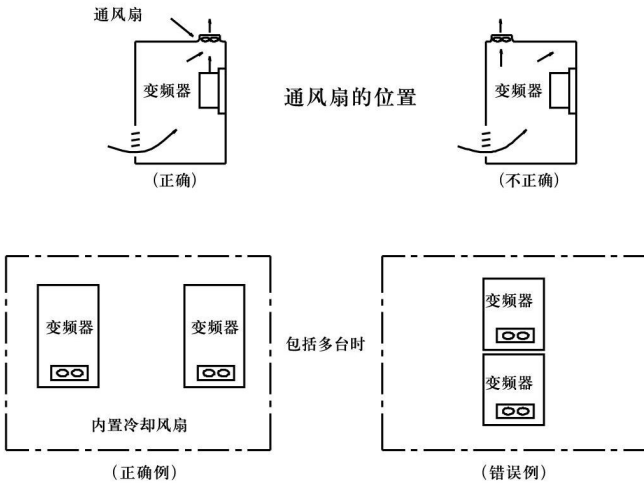 通风扇
变频器
通风扇的位置
变频器
(正确)
(不正确)
变频器
变频器
包括多台时
变频器
变频器
内置冷却风扇
(正确例)
(错误例)